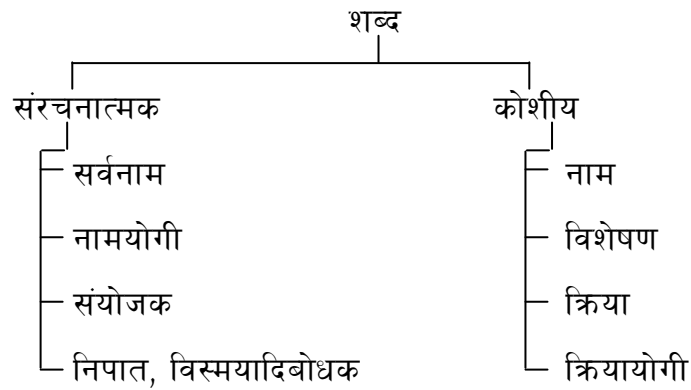 शब्द
संरचनात्मक कोशीय
सर्वनाम नाम
नामयोगी विशेषण
संयोजक क्रिया
निपात, विस्मयादिबोधक क्रियायोगी